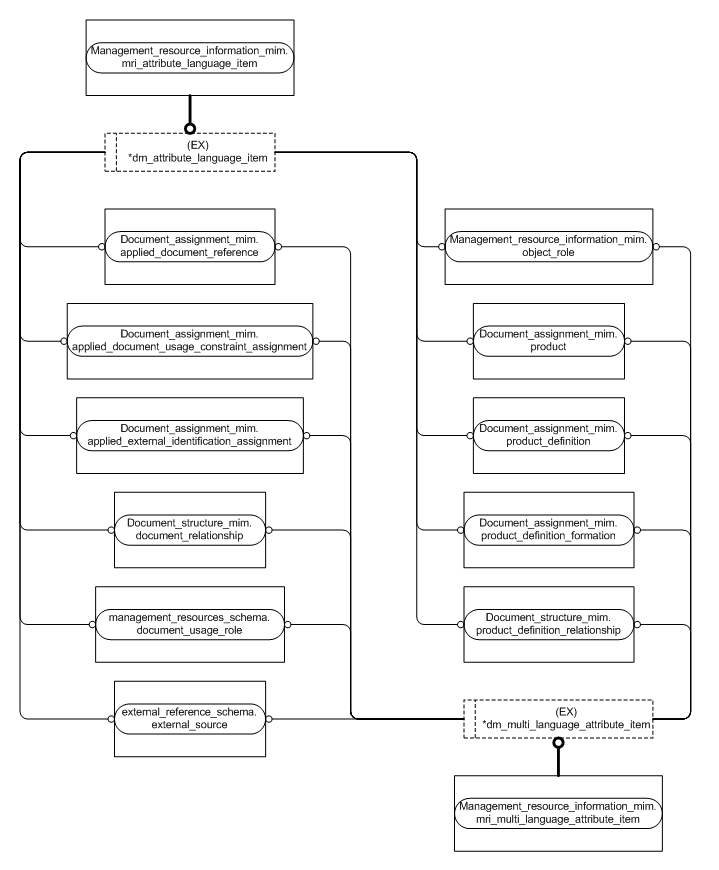 Management_resource_information_mim.
mri_attribute_language_item
(EX)
*dm_attribute_language_item
Document_assignment_mim.
applied_document_reference
Management_resource_information_mim.
object_role
Document_assignment_mim.
applied_document_usage_constraint_assignment
Document_assignment_mim.
product
Document_assignment_mim.
applied_external_identification_assignment
Document_assignment_mim.
product_definition
Document_structure_mim.
document_relationship
Document_assignment_mim.
product_definition_formation
management_resources_schema.
document_usage_role
Document_structure_mim.
product_definition_relationship
external_reference_schema.
external_source
(EX)
*dm_multi_language_attribute_item
Management_resource_information_mim.
mri_multi_language_attribute_item